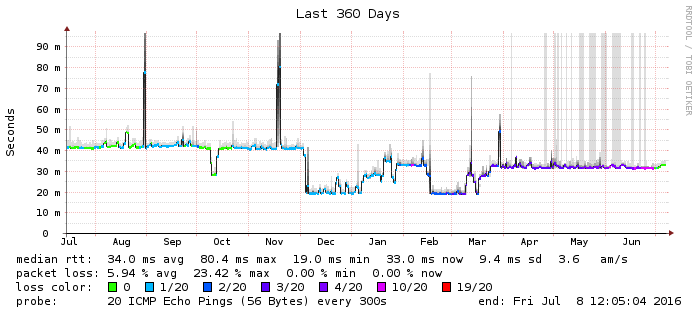 Last 360 Days
RRDTOOL / TOBI OETIKER
Seconds
90 m
80 m
70 m
60 m
50 m
40 m
30 m
20 m
10 m
0
Jul Aug Sep Oct Nov Dec Jan Feb Mar Apr May Jun
median rtt: 34.0 ms avg 80.4 ms max 19.0 ms min 33.0 ms now 9.4 ms sd 3.6 am/s
packet loss: 5.94 % avg 23.42 % max 0.00 % min 0.00 % now
loss color: 0 1/20 2/20 3/20 4/20 10/20 19/20
probe: 20 ICMP Echo Pings (56 Bytes) every 300s end: Fri Jul 8 12:05:04 2016